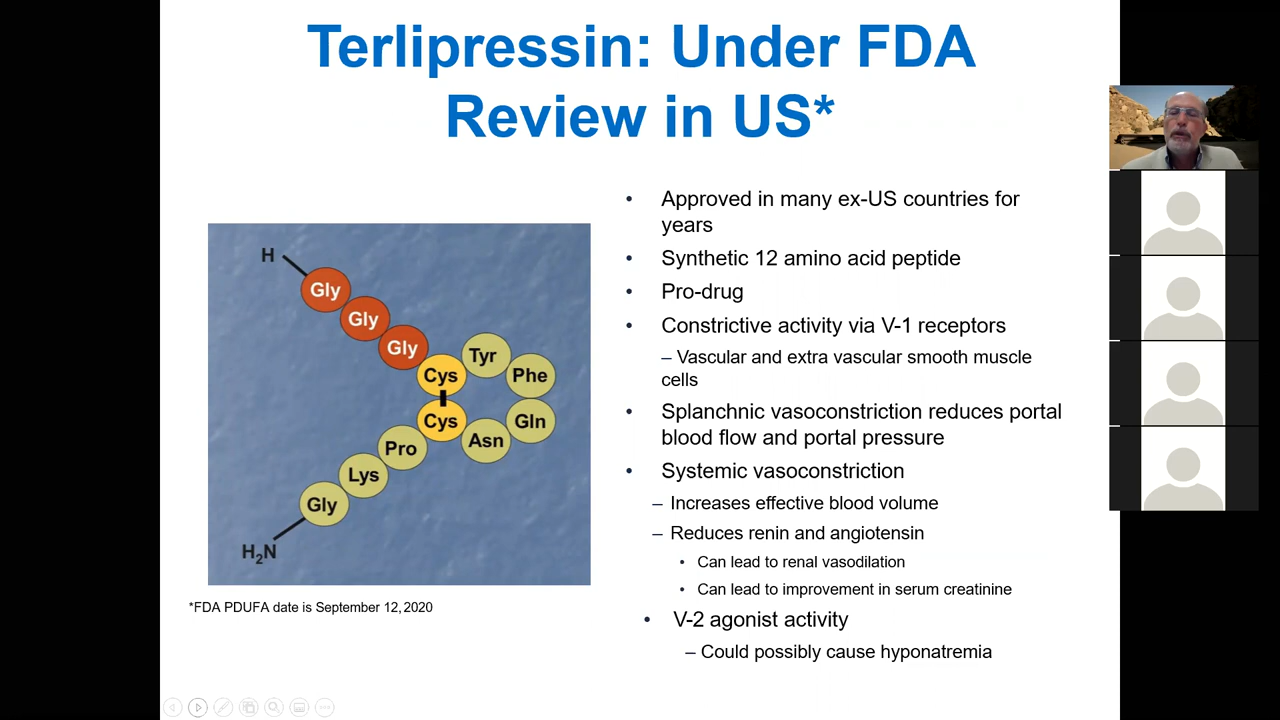 Terlipressin: Under FDA
Review in US*
H
Gly
Gly
Gly
Cys
Tyr
Phe
Gln
Asn
Cys
Pro
Lys
Gly
H₂N
*FDA PDUFA date is September 12, 2020
• Approved in many ex-US countries for
years
• Synthetic 12 amino acid peptide
• Pro-drug
• Constrictive activity via V-1 receptors
– Vascular and extra vascular smooth muscle
cells
• Splanchnic vasoconstriction reduces portal
blood flow and portal pressure
• Systemic vasoconstriction
– Increases effective blood volume
– Reduces renin and angiotensin
• Can lead to renal vasodilation
• Can lead to improvement in serum creatinine
• V-2 agonist activity
– Could possibly cause hyponatremia